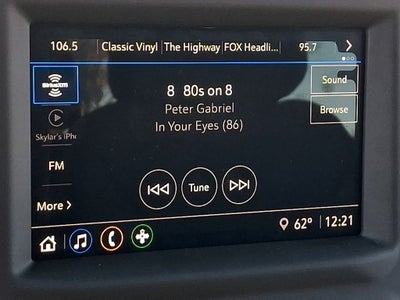 106.5 Classic Vinyl The Highway FOX Headli... 95.7
SiriusXM
Sound
8 80s on 8
Peter Gabriel
Browse
In Your Eyes (86)
Skylar's iPh
FM
Tune
More
62° 12:21